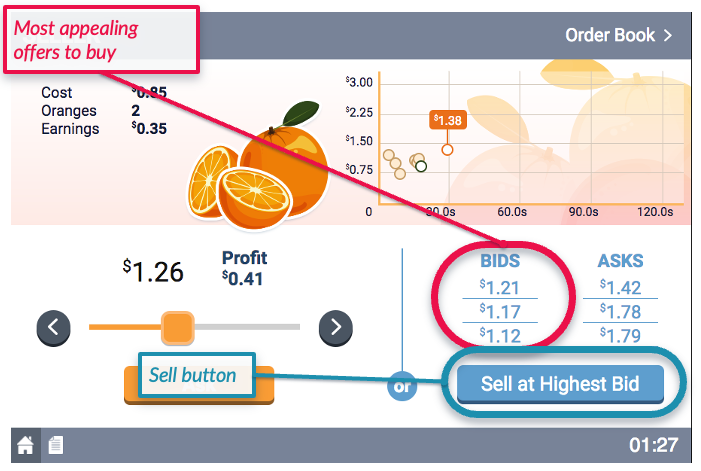 Most appealing
offers to buy
Order Book >
Cost $0.85
Oranges 2
Earnings $0.35
$3.00
$2.25
$1.50
$0.75
$1.38
0 30.0s 60.0s 90.0s 120.0s
$1.26
Profit
$0.41
BIDS ASKS
$1.21 $1.42
$1.17 $1.78
$1.12 $1.79
Sell button
or
Sell at Highest Bid
01:27